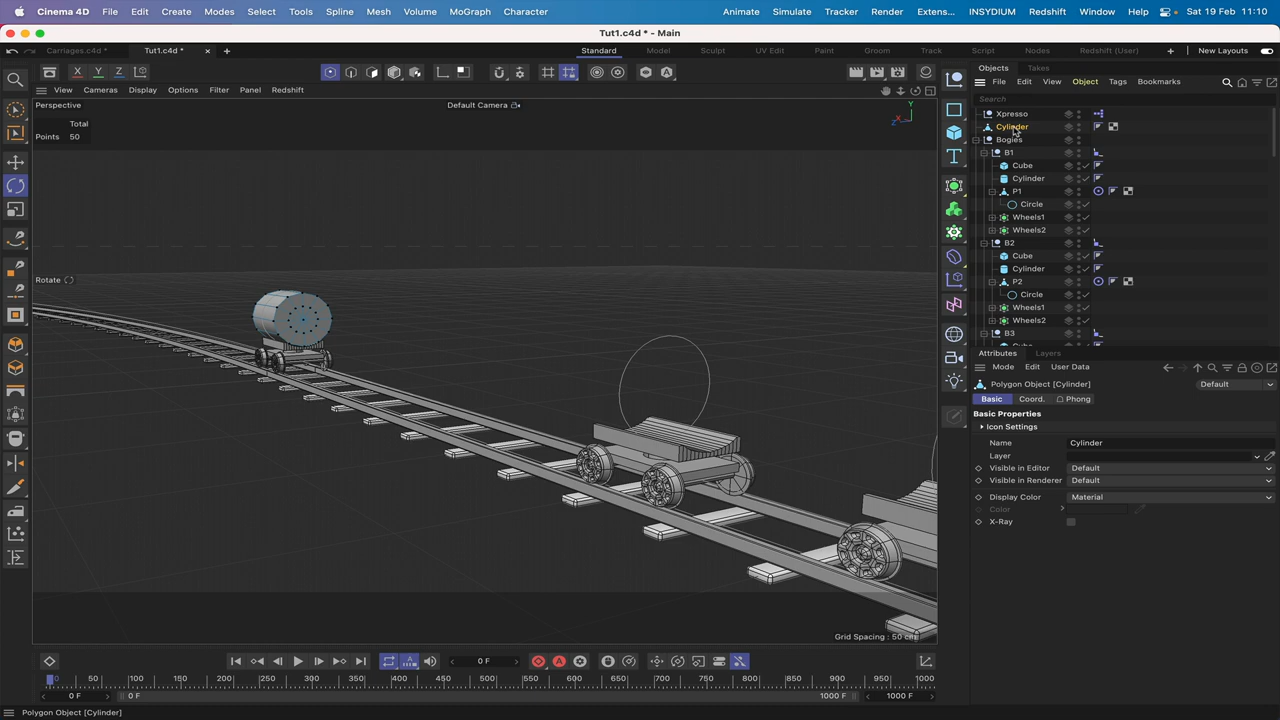 Cinema 4D File Edit Create Modes Select Tools Spline Mesh Volume MoGraph Character Animate Simulate Tracker Render Extens... INSYDIUM Redshift Window Help Sat 19 Feb 11:10
Tut1.c4d * - Main
Carriages.c4d * Tut1.c4d * Standard Model Sculpt UV Edit Paint Groom Track Script Nodes Redshift (User) New Layouts
X Y Z
View Cameras Display Options Filter Panel Redshift
Perspective Default Camera
Y
X
Z
Total
Points 50
Rotate
Grid Spacing : 50 cm
Objects Takes
File Edit View Object Tags Bookmarks
Search
Xpresso
Cylinder
Bogies
B1
Cube
Cylinder
P1
Circle
Wheels1
Wheels2
B2
Cube
Cylinder
P2
Circle
Wheels1
Wheels2
B3
Cube
Attributes Layers
Mode Edit User Data
Polygon Object [Cylinder] Default
Basic Coord. Phong
Basic Properties
Icon Settings
Name Cylinder
Layer
Visible in Editor Default
Visible in Renderer Default
Display Color Material
Color
X-Ray
0 F
0 50 100 150 200 250 300 350 400 450 500 550 600 650 700 750 800 850 900 950 1000
0 F 0 F 1000 F 1000 F
Polygon Object [Cylinder]